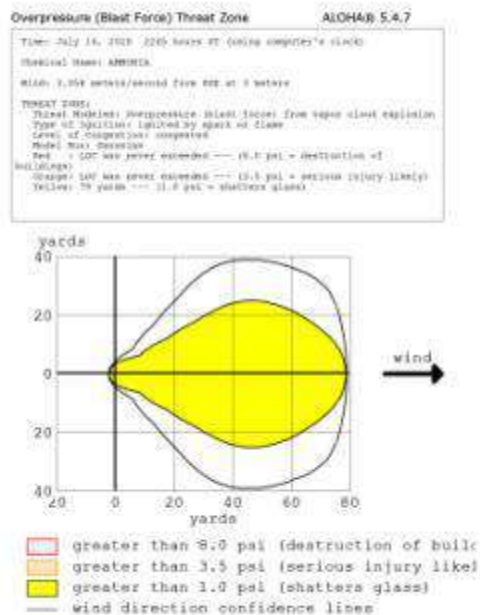 Overpressure (Blast Force) Threat Zone ALOHA® 5.4.7
Time: July 2205 hours ST (using computer's clock)
Chemical Name: AMMONIA
Wind: meters/second from at 3 meters
THREAT ZONE:
Threat Modeled: Overpressure (blast force) from vapor cloud explosion
Type of Ignition: ignited by spark or flame
Level of Congestion: congested
Model Run: Gaussian
Red : LOC was never exceeded --- (8.0 psi = destruction of
buildings)
Orange: LOC was never exceeded --- (3.5 psi = serious injury likely)
Yellow: 79 yards --- (1.0 psi = shatters glass)
yards
40
20
0
20
40
20 0 20 40 60 80
yards
wind
greater than 8.0 psi (destruction of build
greater than 3.5 psi (serious injury likel
greater than 1.0 psi (shatters glass)
wind direction confidence lines